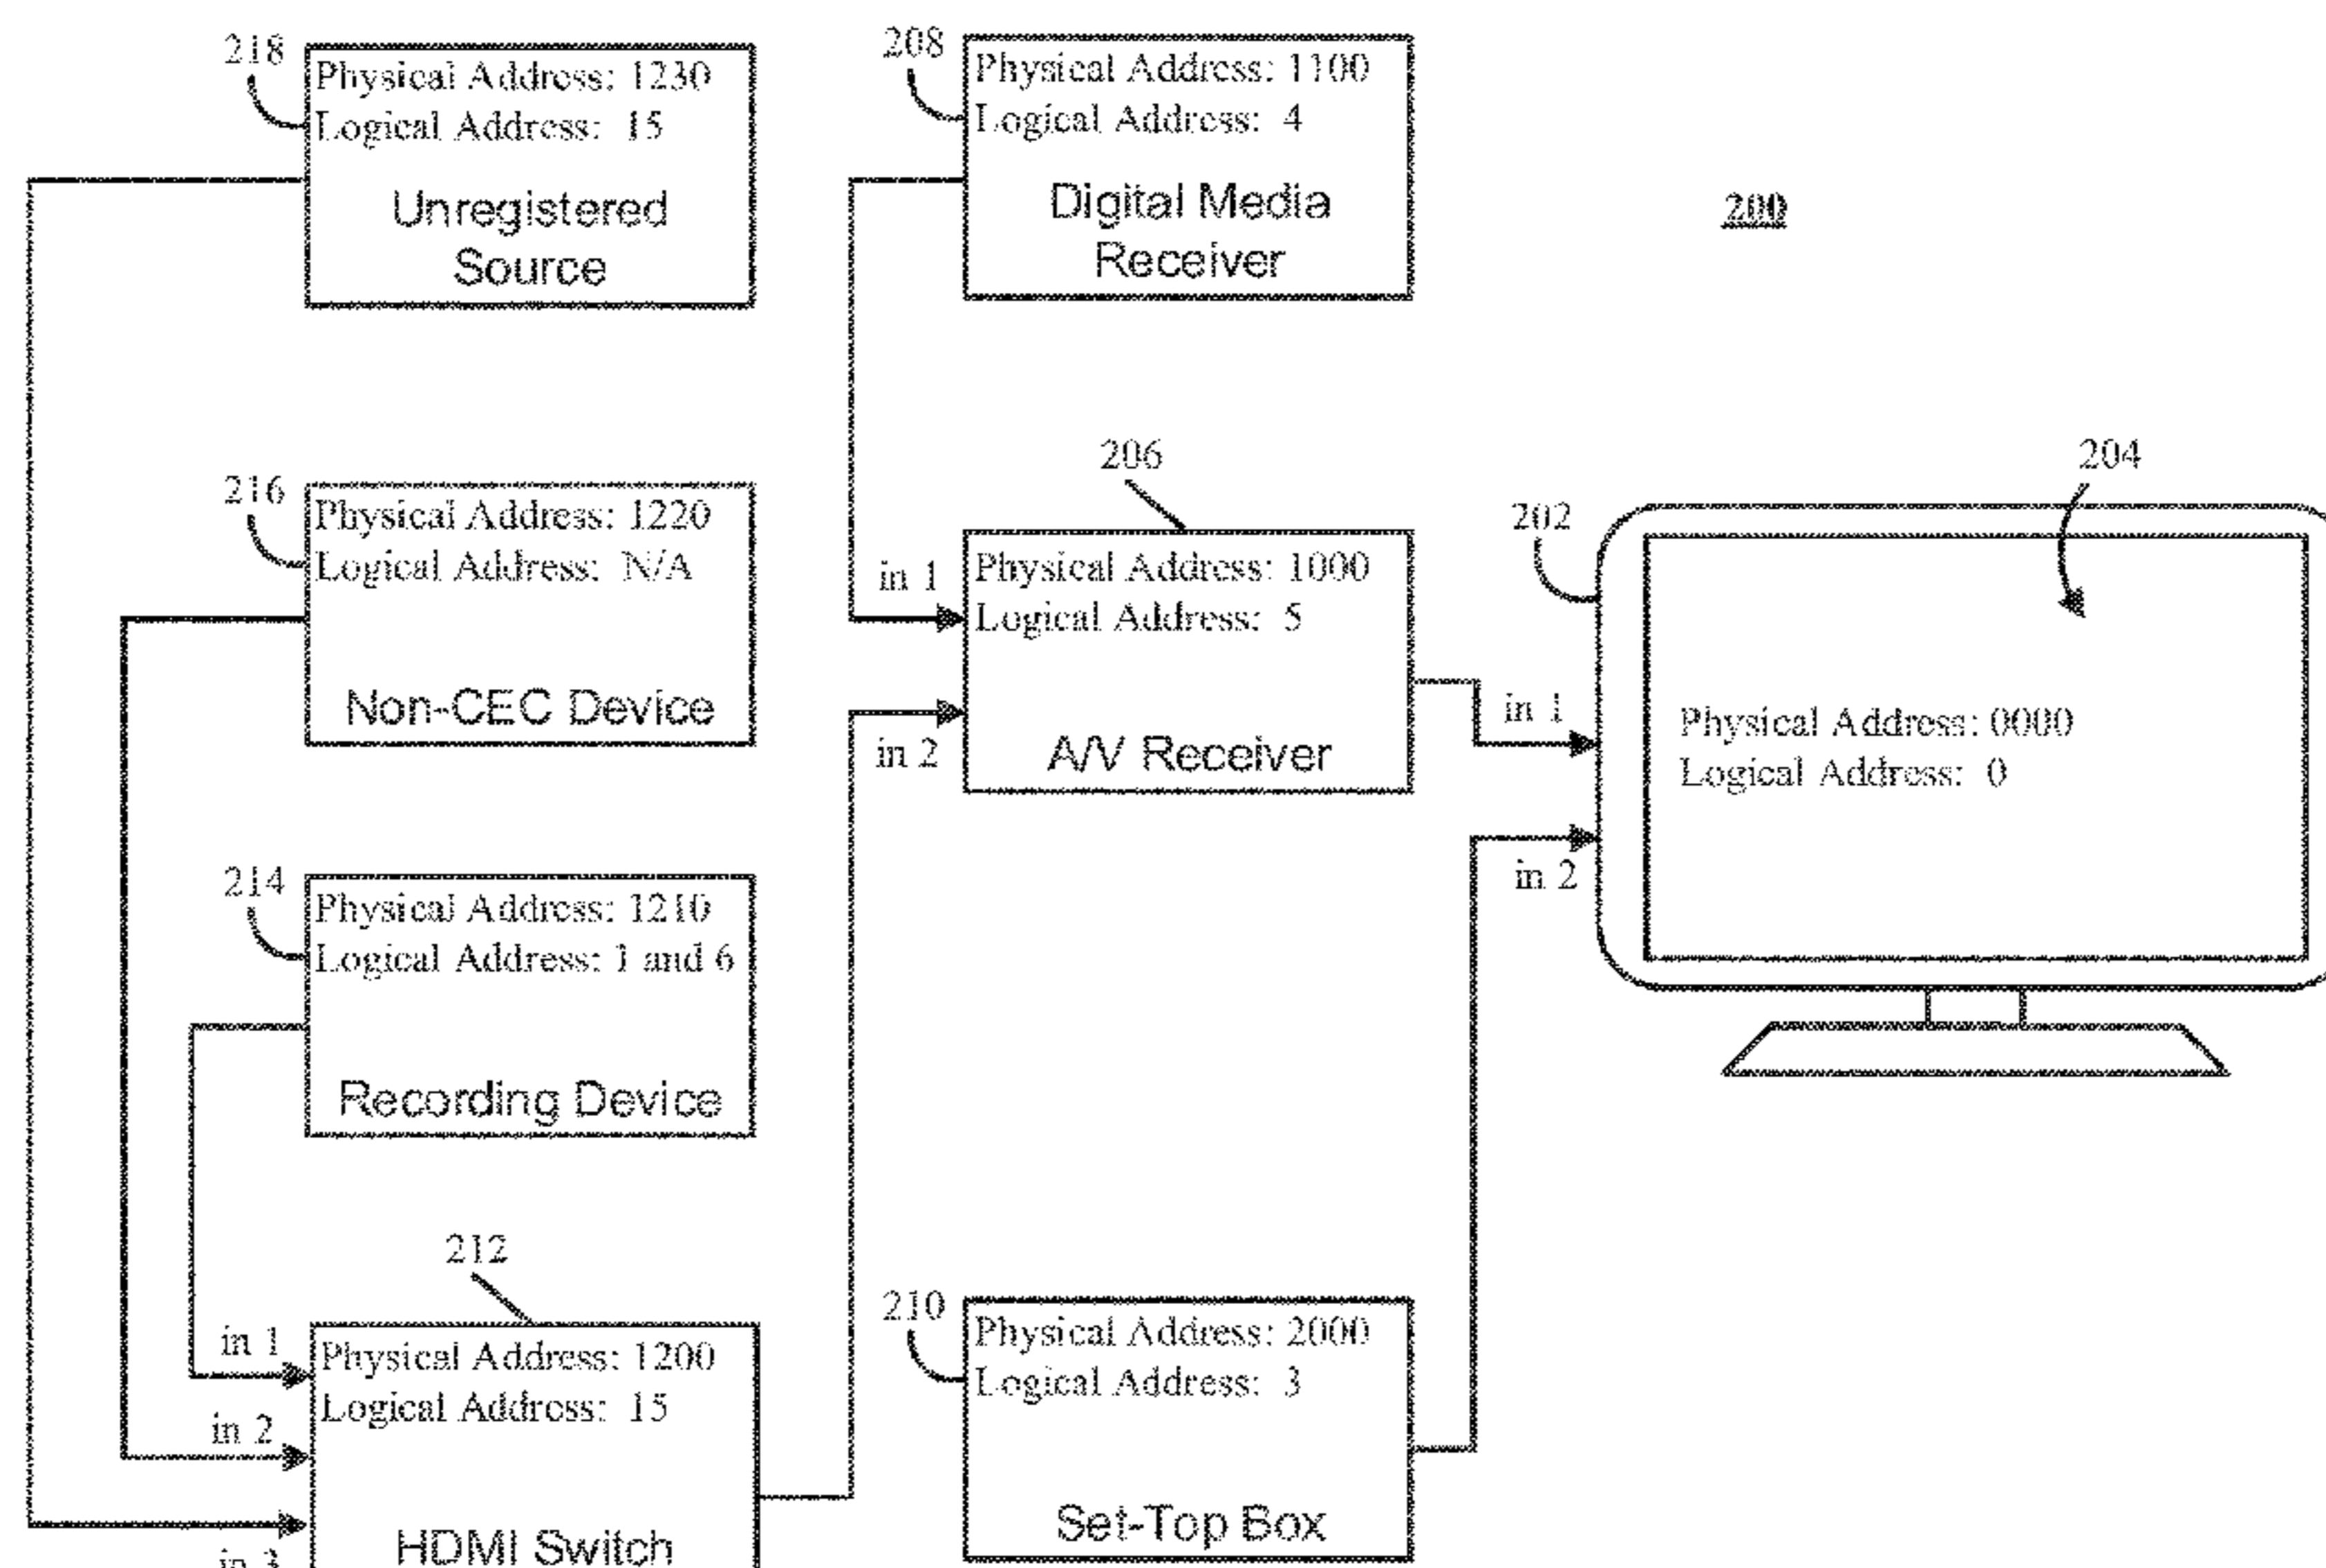 218
Physical Address: 1230
Logical Address: 15
Unregistered
Source
208
Physical Address: 1100
Logical Address: 4
Digital Media
Receiver
200
216
Physical Address: 1220
Logical Address: N/A
Non-CEC Device
206
in 1
Physical Address: 1000
Logical Address: 5
in 2
A/V Receiver
202
204
in 1
Physical Address: 0000
Logical Address: 0
in 2
214
Physical Address: 1210
Logical Address: 1 and 6
Recording Device
212
in 1
Physical Address: 1200
Logical Address: 15
in 2
in 3
HDMI Switch
210
Physical Address: 2000
Logical Address: 3
Set-Top Box